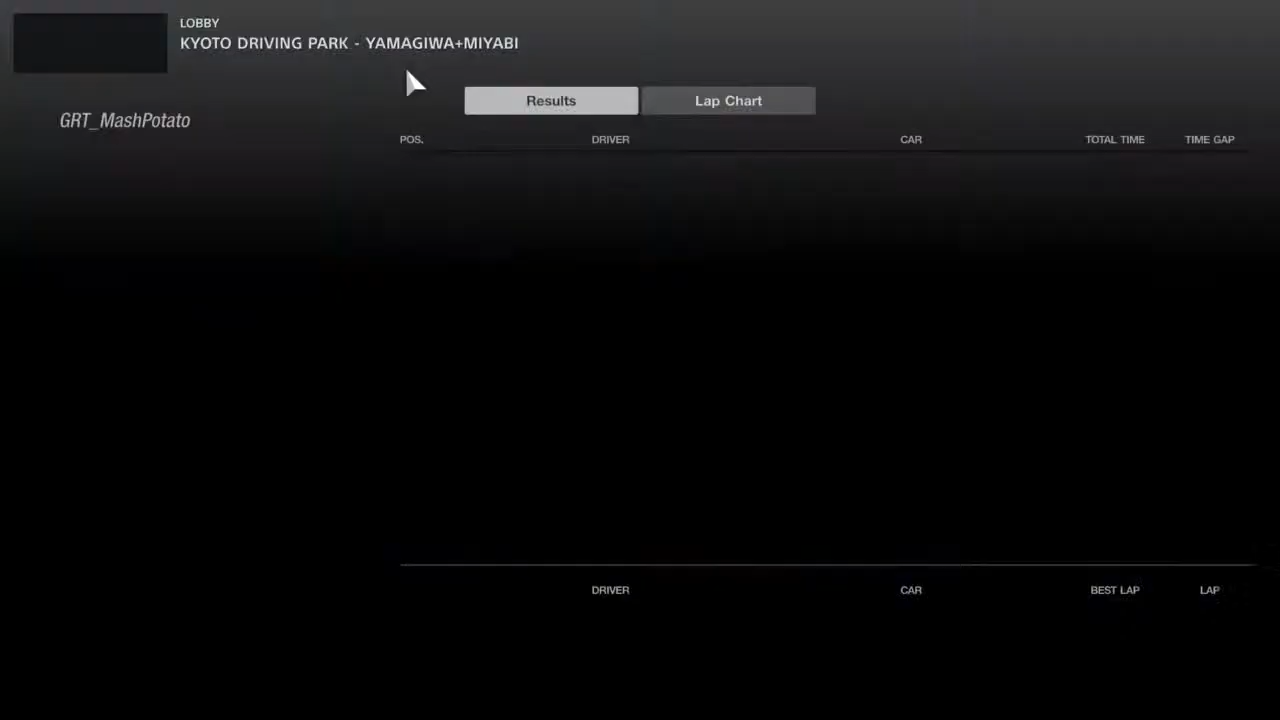 LOBBY
KYOTO DRIVING PARK - YAMAGIWA+MIYABI
GRT_MashPotato
Results Lap Chart
POS. DRIVER CAR TOTAL TIME TIME GAP
DRIVER CAR BEST LAP LAP